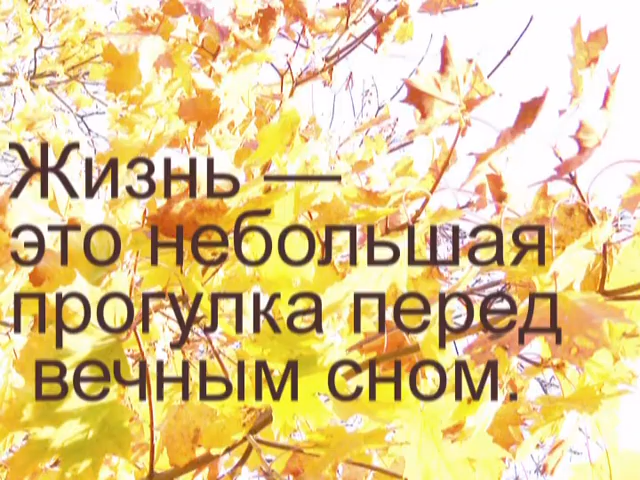 Жизнь —
это небольшая
прогулка перед
вечным сном.